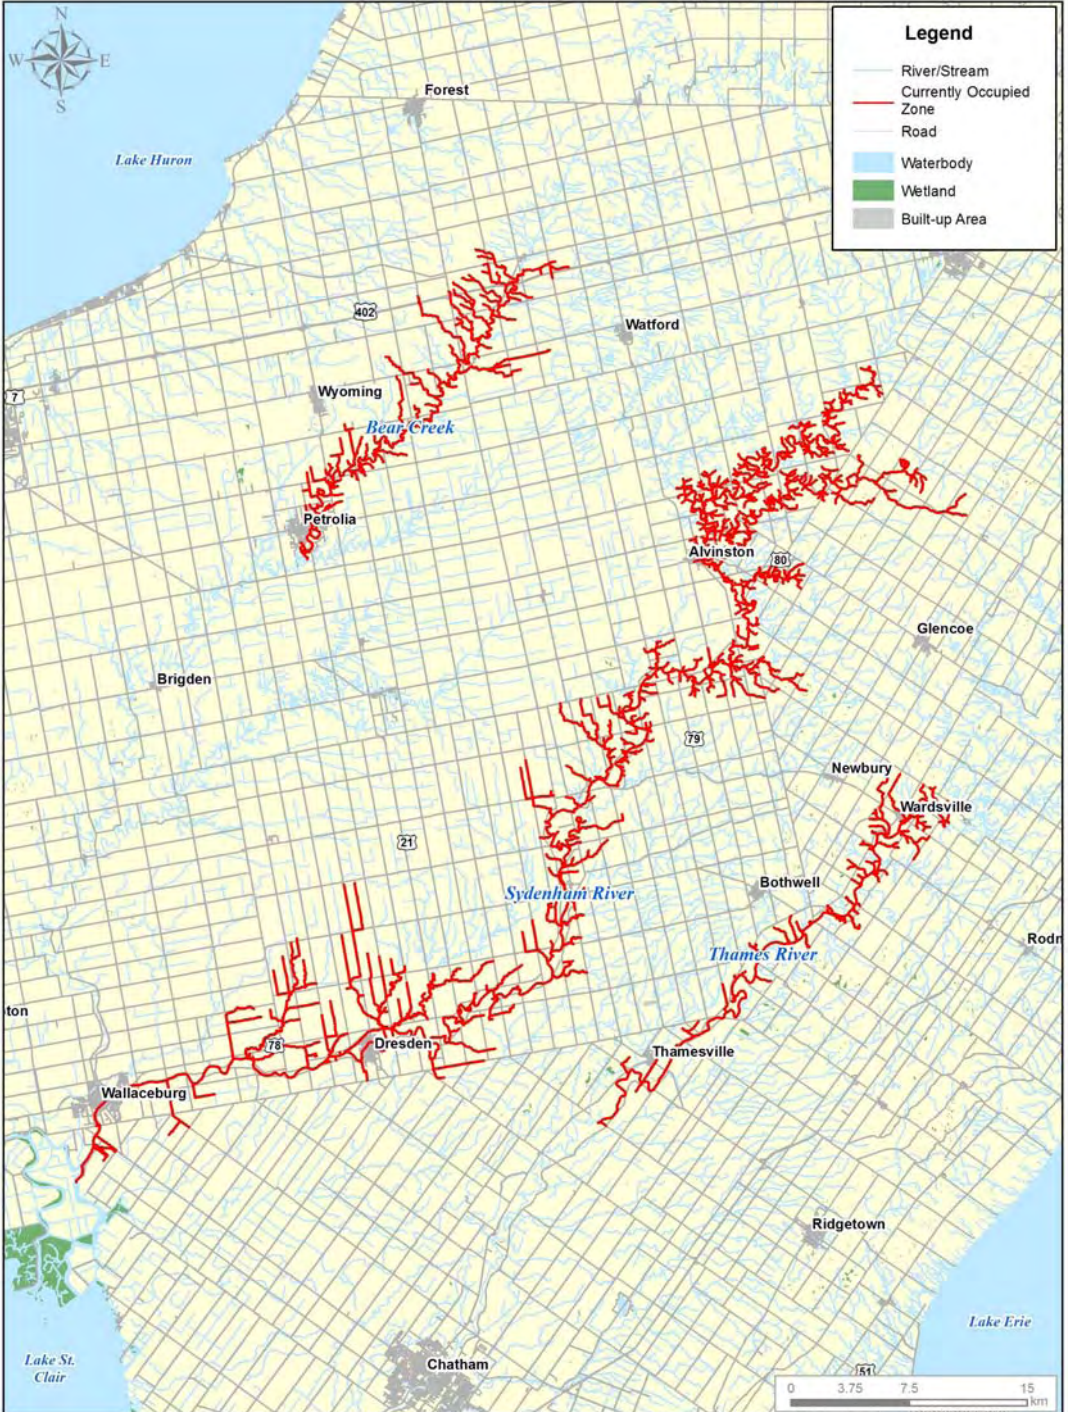 N
W
E
S
Legend
River/Stream
Currently Occupied
Zone
Road
Waterbody
Wetland
Built-up Area
Forest
Lake Huron
402
Watford
7
Wyoming
Bear Creek
Petrolia
Alvinston
80
Glencoe
Brigden
79
Newbury
Wardsville
21
Bothwell
Sydenham River
Rodn
Thames River
ton
78
Dresden
Thamesville
Wallaceburg
Ridgetown
Lake Erie
Lake St.
Clair
Chatham
51
0 3.75 7.5 15
km